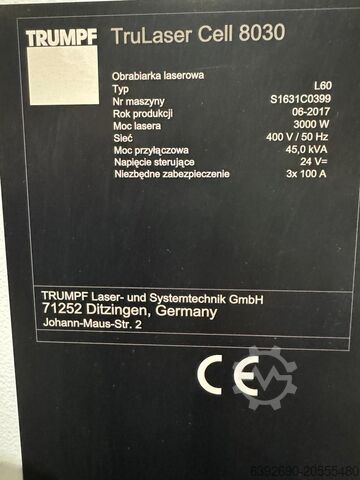 TRUMPF TruLaser Cell 8030
Obrabiarka laserowa
Typ L60
Nr maszyny S1631C0399
Rok produkcji 06-2017
Moc lasera 3000 W
Sieć 400 V / 50 Hz
Moc przyłączowa 45,0 kVA
Napięcie sterujące 24 V=
Niezbędne zabezpieczenie 3x 100 A
TRUMPF Laser- und Systemtechnik GmbH
71252 Ditzingen, Germany
Johann-Maus-Str. 2
CE
6392690-20555480